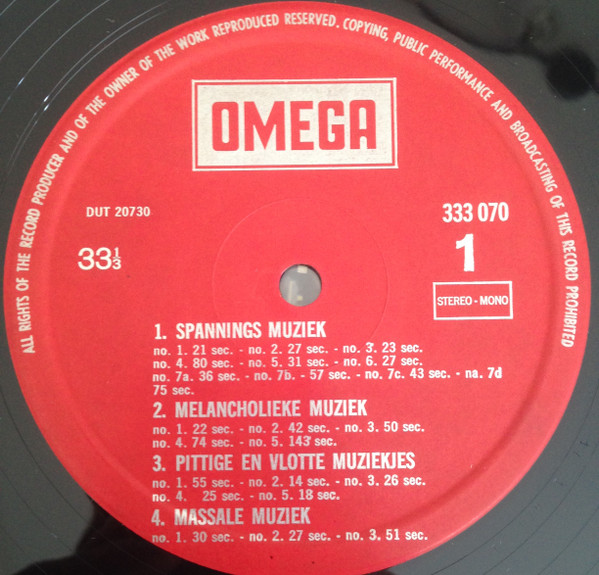 ALL RIGHTS OF THE RECORD PRODUCER AND OF THE OWNER OF THE WORK REPRODUCED RESERVED. COPYING, PUBLIC PERFORMANCE AND BROADCASTING OF THIS RECORD PROHIBITED
OMEGA
DUT 20730
333 070
33⅓
1
STEREO - MONO
1. SPANNINGS MUZIEK
no. 1. 21 sec. - no. 2. 27 sec. - no. 3. 23 sec.
no. 4. 80 sec. - no. 5. 31 sec. - no. 6. 27 sec.
no. 7a. 36 sec. - no. 7b. - 57 sec. - no. 7c. 43 sec. - na. 7d
75 sec.
2. MELANCHOLIEKE MUZIEK
no. 1. 22 sec. - no. 2. 42 sec. - no. 3. 50 sec.
no. 4. 74 sec. - no. 5. 143 sec.
3. PITTIGE EN VLOTTE MUZIEKJES
no. 1. 55 sec. - no. 2. 14 sec. - no. 3. 26 sec.
no. 4. 25 sec. - no. 5. 18 sec.
4. MASSALE MUZIEK
no. 1. 30 sec. - no. 2. 27 sec. - no. 3. 51 sec.